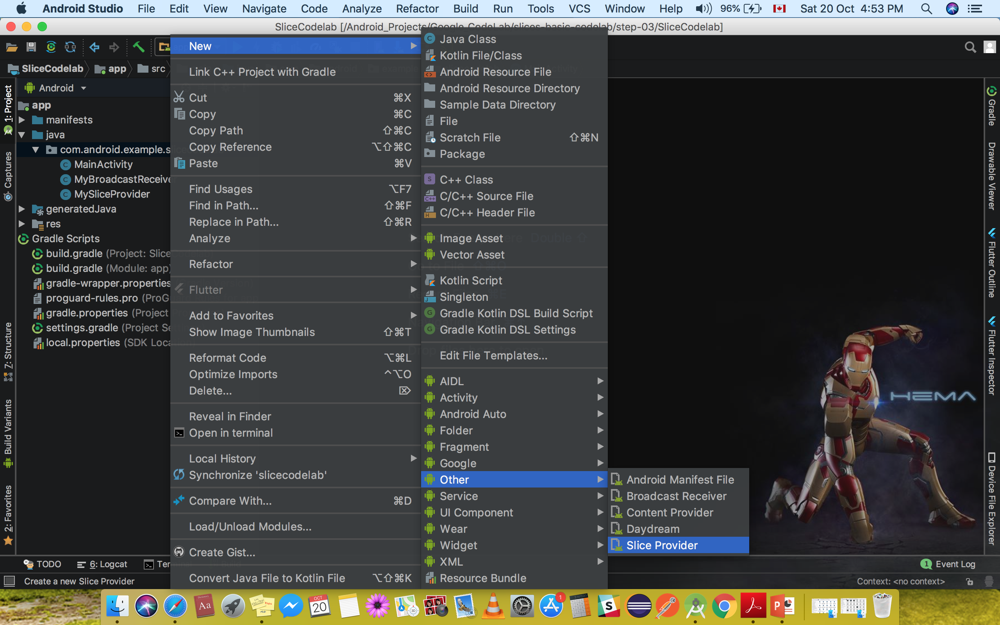 Android Studio File Edit View Navigate Code Analyze Refactor Build Run Tools VCS Window Help 96% Sat 20 Oct 4:53 PM
SliceCodelab [/Android_Projects/Google_CodeLab/slices-basic-codelab/step-03/SliceCodelab]
SliceCodelab app src
1: Project
Captures
7: Structure
Build Variants
2: Favorites
Android
app
manifests
java
com.android.example.s
MainActivity
MyBroadcastReceive
MySliceProvider
generatedJava
res
Gradle Scripts
build.gradle (Project: Slice
build.gradle (Module: app)
gradle-wrapper.properties
proguard-rules.pro (ProG
gradle.properties (Project
settings.gradle (Project Se
local.properties (SDK Loca
New
Link C++ Project with Gradle
Cut ⌘X
Copy ⌘C
Copy Path ⇧⌘C
Copy Reference ⌥⇧⌘C
Paste ⌘V
Find Usages ⌥F7
Find in Path... ⇧⌘F
Replace in Path... ⇧⌘R
Analyze
Refactor
Flutter
Add to Favorites
Show Image Thumbnails ⇧⌘T
Reformat Code ⌥⌘L
Optimize Imports ^⌥O
Delete... ⌦
Reveal in Finder
Open in terminal
Local History
Synchronize 'slicecodelab'
Compare With... ⌘D
Load/Unload Modules...
Create Gist...
Convert Java File to Kotlin File ⌥⇧⌘K
Java Class
Kotlin File/Class
Android Resource File
Android Resource Directory
Sample Data Directory
File
Scratch File ⇧⌘N
Package
C++ Class
C/C++ Source File
C/C++ Header File
Image Asset
Vector Asset
Kotlin Script
Singleton
Gradle Kotlin DSL Build Script
Gradle Kotlin DSL Settings
Edit File Templates...
AIDL
Activity
Android Auto
Folder
Fragment
Google
Other
Service
UI Component
Wear
Widget
XML
Resource Bundle
Android Manifest File
Broadcast Receiver
Content Provider
Daydream
Slice Provider
HEMA
Gradle
Drawable Viewer
Flutter Outline
Flutter Inspector
Device File Explorer
TODO 6: Logcat Ter 1 Event Log
Create a new Slice Provider Context: <no context>
OCT
20
1